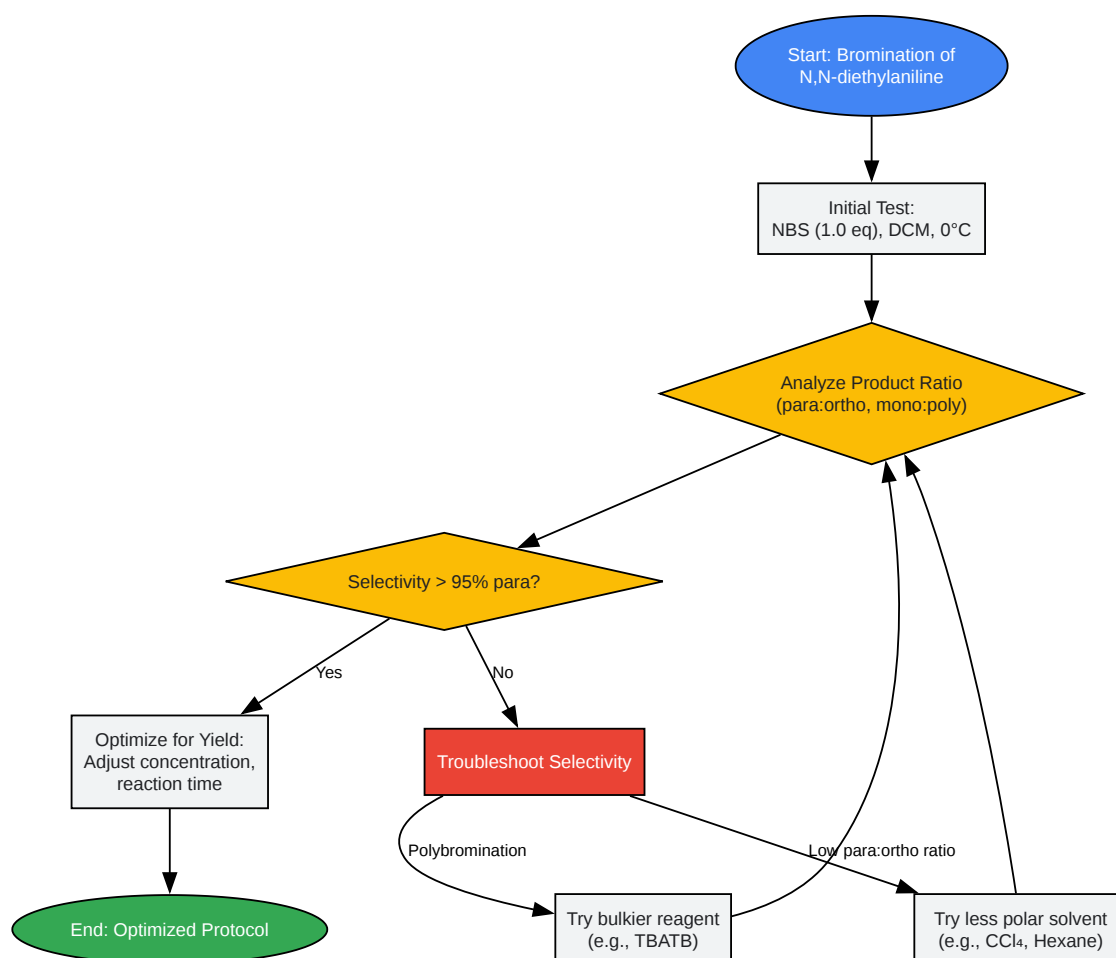 Start: Bromination of
N,N-diethylaniline
Initial Test:
NBS (1.0 eq), DCM, 0°C
Analyze Product Ratio
(para:ortho, mono:poly)
Selectivity > 95% para?
Yes
No
Optimize for Yield:
Adjust concentration,
reaction time
Troubleshoot Selectivity
Polybromination
Low para:ortho ratio
End: Optimized Protocol
Try bulkier reagent
(e.g., TBATB)
Try less polar solvent
(e.g., CCl₄, Hexane)